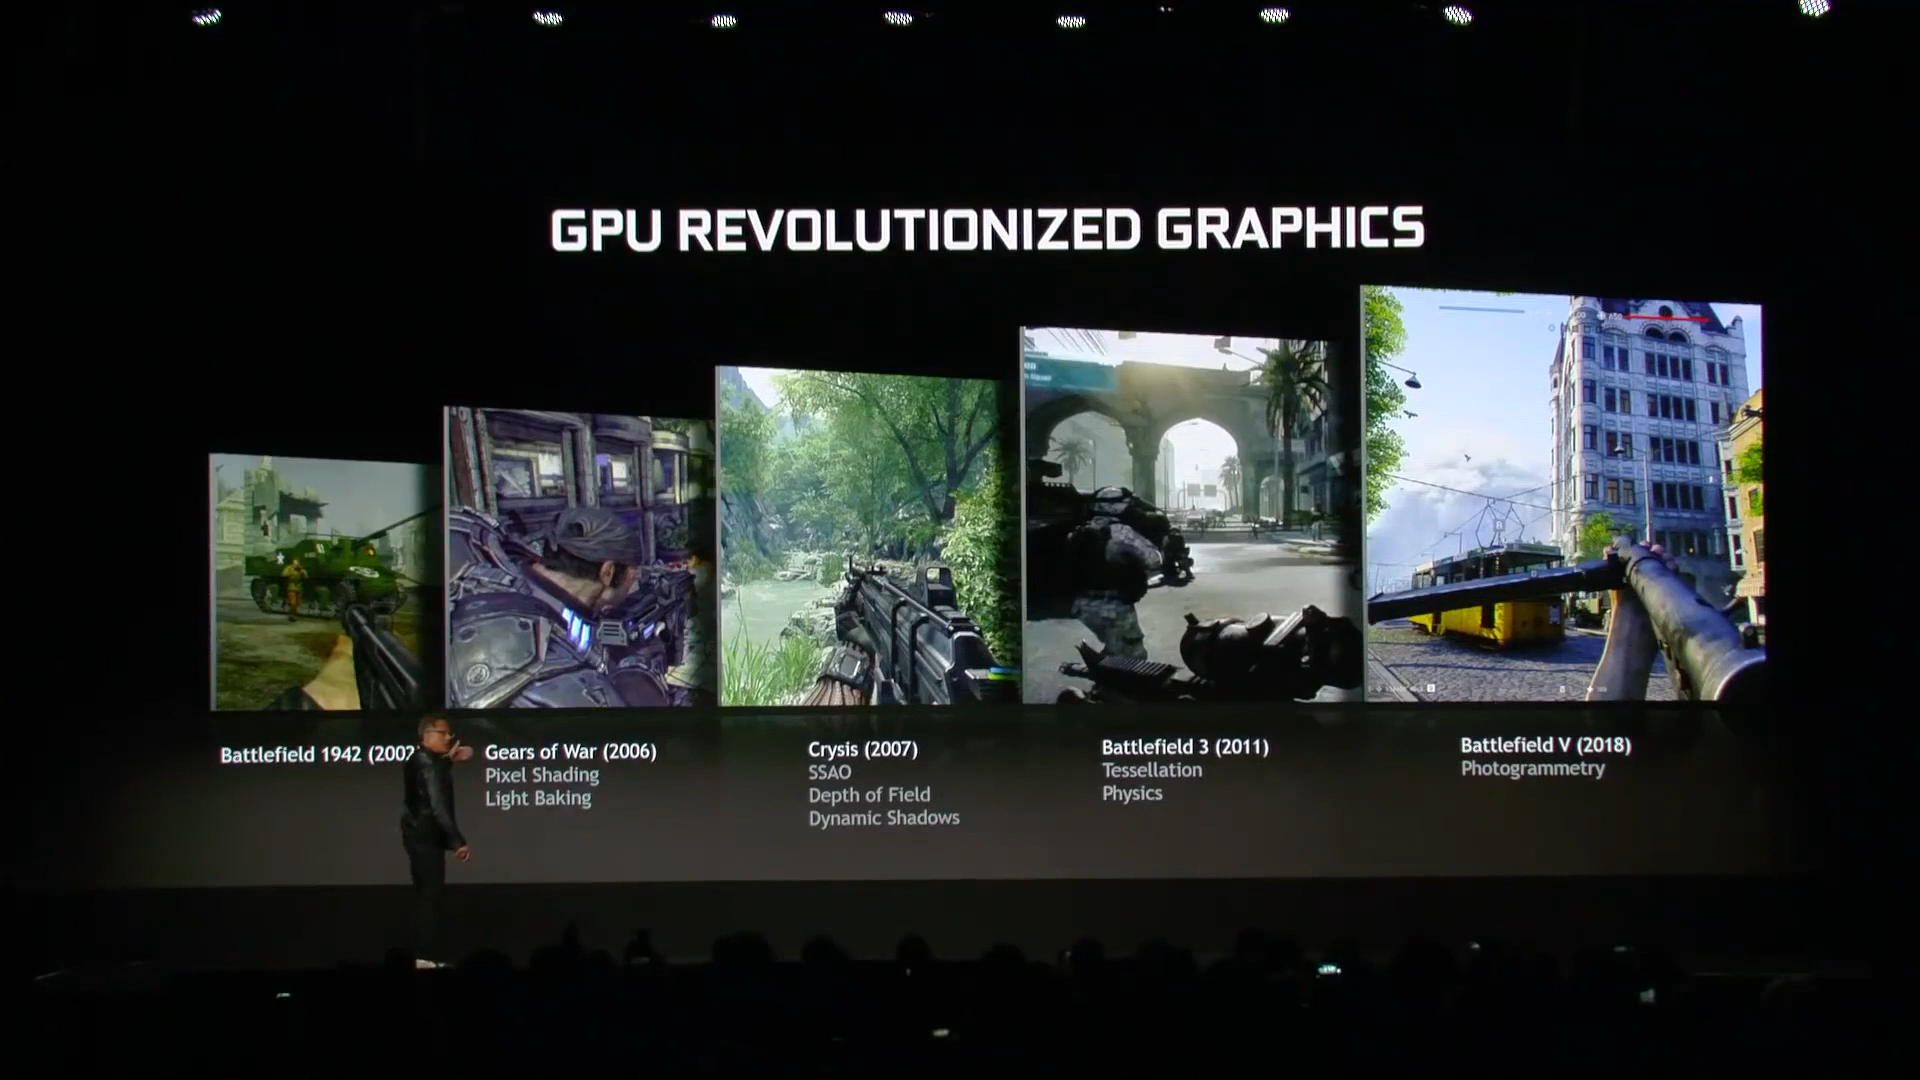 GPU REVOLUTIONIZED GRAPHICS
Battlefield 1942 (2002
Gears of War (2006)
Pixel Shading
Light Baking
Crysis (2007)
SSAO
Depth of Field
Dynamic Shadows
Battlefield 3 (2011)
Tessellation
Physics
Battlefield V (2018)
Photogrammetry